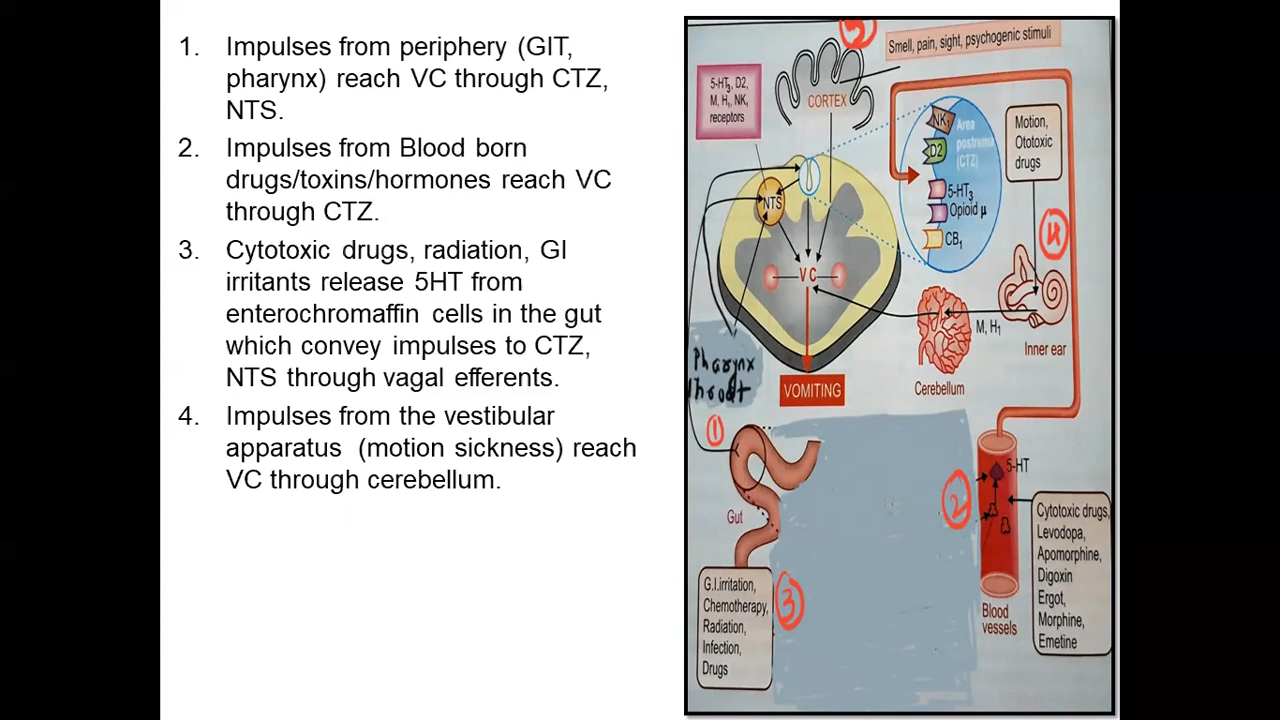 1. Impulses from periphery (GIT,
pharynx) reach VC through CTZ,
NTS.
2. Impulses from Blood born
drugs/toxins/hormones reach VC
through CTZ.
3. Cytotoxic drugs, radiation, GI
irritants release 5HT from
enterochromaffin cells in the gut
which convey impulses to CTZ,
NTS through vagal efferents.
4. Impulses from the vestibular
apparatus (motion sickness) reach
VC through cerebellum.
5
Smell, pain, sight, psychogenic stimuli
5-HT3, D2,
M, H1, NK1
receptors
CORTEX
NK1
Area
postrema
(CTZ)
D2
5-HT3
Opioid μ
CB1
Motion,
Ototoxic
drugs
4
NTS
VC
M, H1
Inner ear
Cerebellum
VOMITING
Pharynx
throat
1
Gut
G.I.irritation,
Chemotherapy,
Radiation,
Infection,
Drugs
3
5-HT
2
Cytotoxic drugs,
Levodopa,
Apomorphine,
Digoxin
Ergot,
Morphine,
Emetine
Blood
vessels